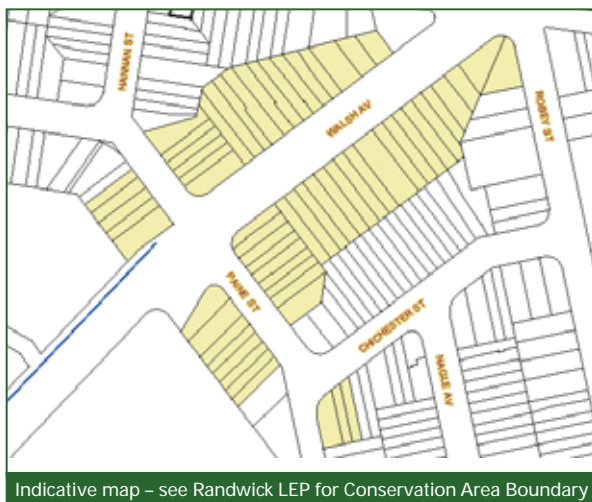 HANNAN ST
WALSH AV
ROBEY ST
PAINE ST
CHICHESTER ST
NAGLE AV
Indicative map – see Randwick LEP for Conservation Area Boundary